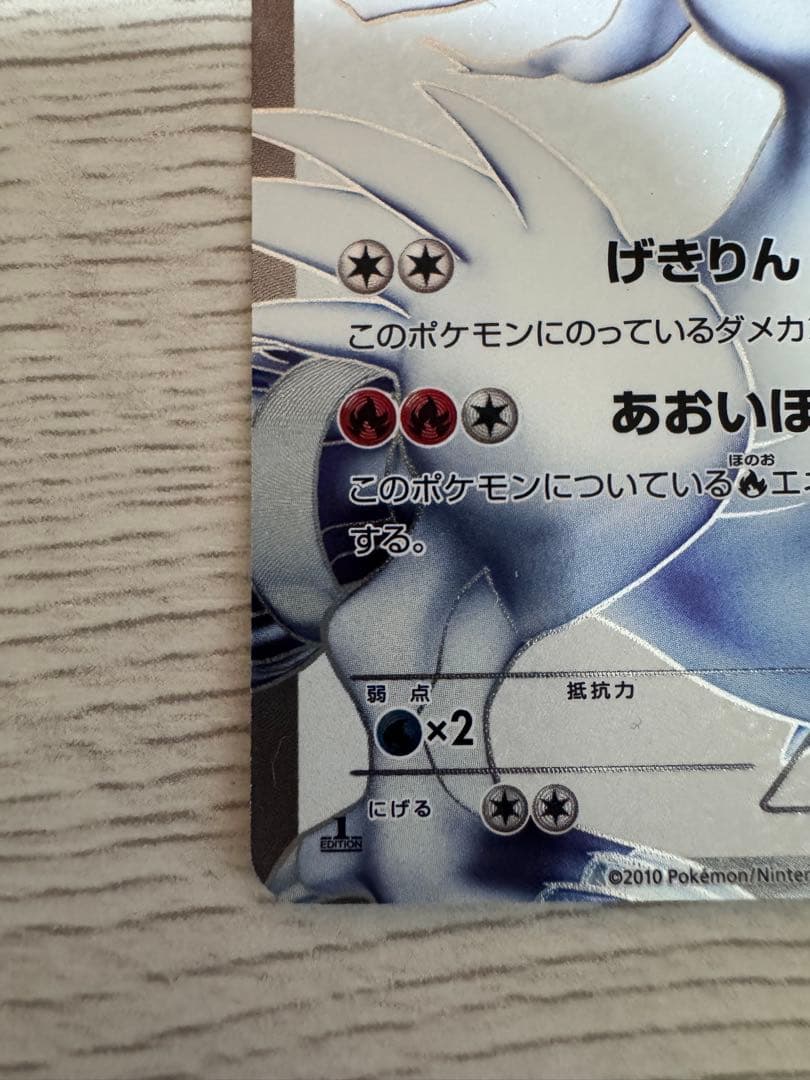 げきりん
このポケモンにのっているダメカ
あおいほ
ほのお
このポケモンについているエネ
する。
弱点 抵抗力
×2
にげる
1
EDITION
©2010 Pokémon/Ninten